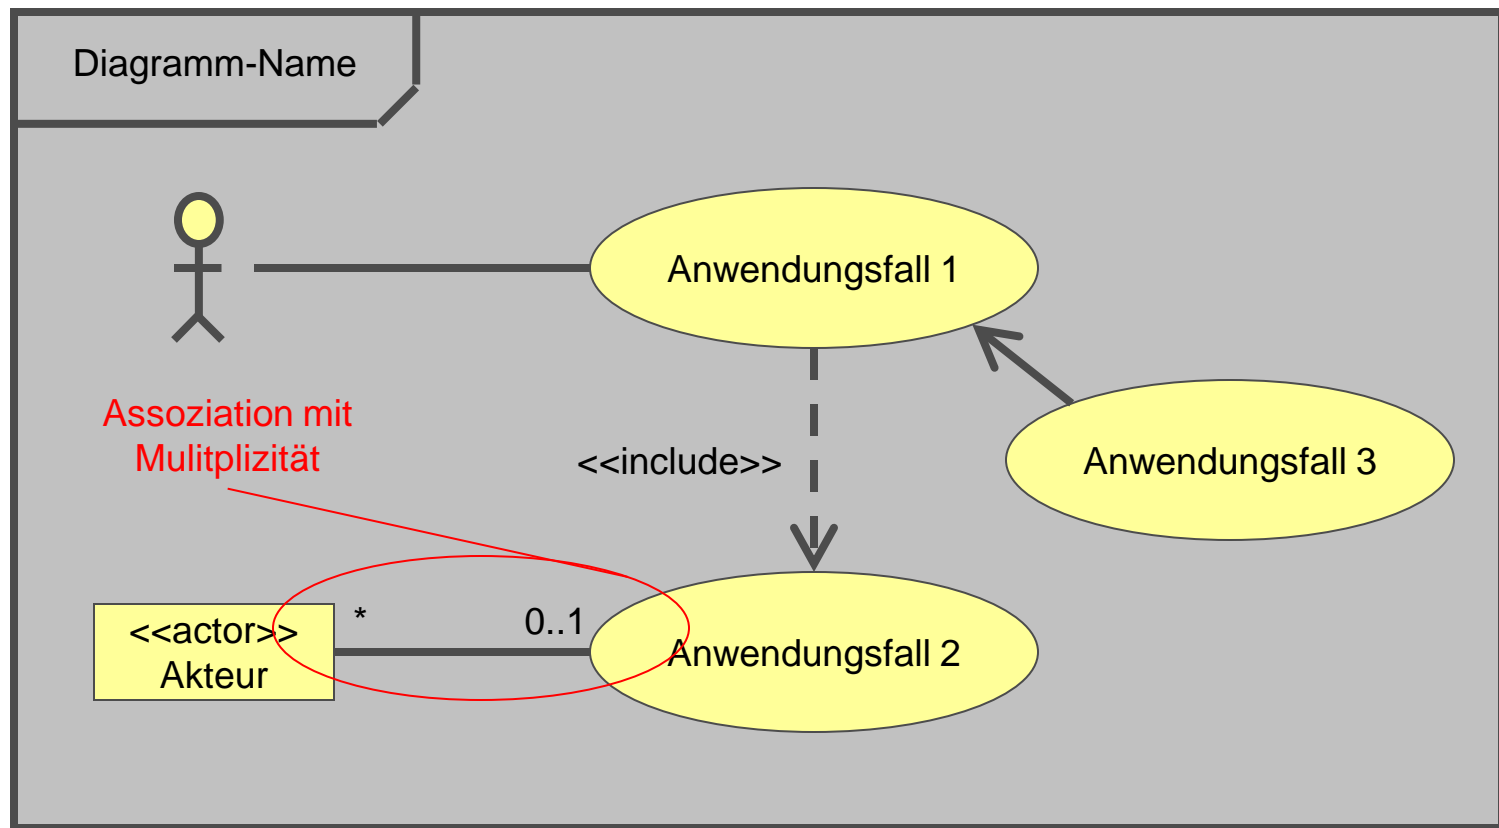 Diagramm-Name
Anwendungsfall 1
Assoziation mit
Mulitplizität
<<include>>
Anwendungsfall 3
* 0..1
<<actor>>
Akteur
Anwendungsfall 2